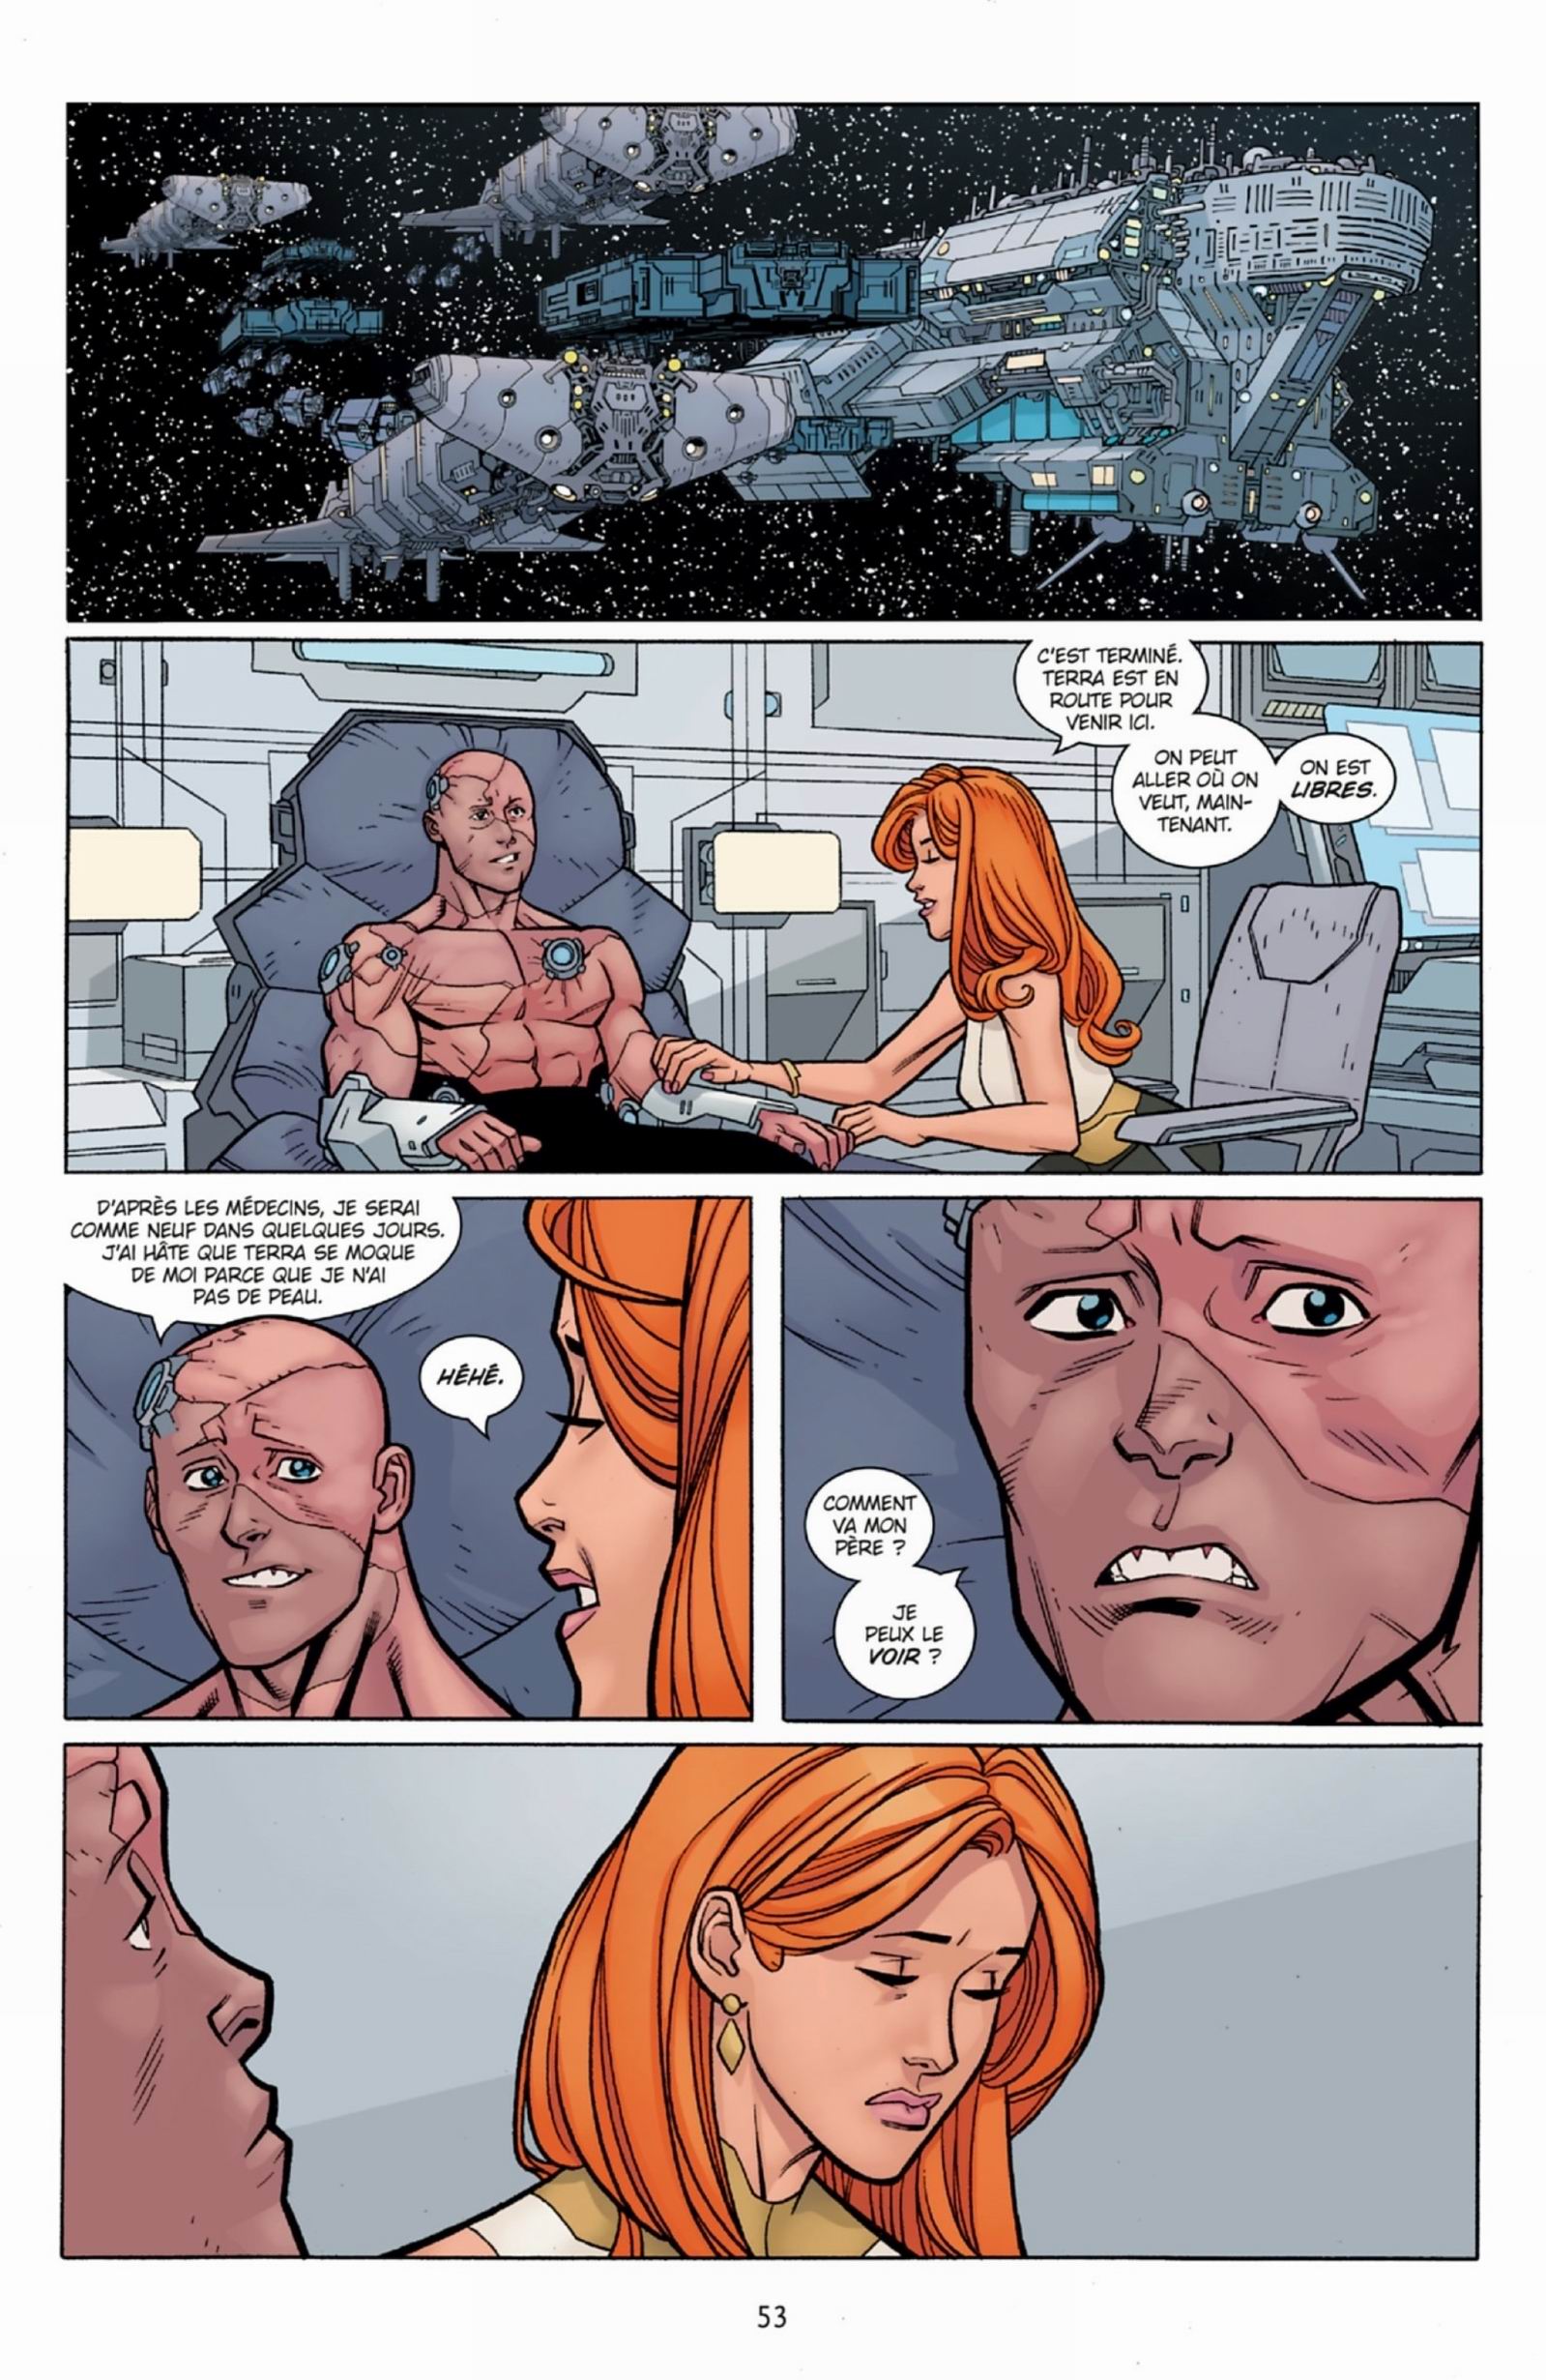 C'EST TERMINÉ.
TERRA EST EN
ROUTE POUR
VENIR ICI.
ON PEUT
ALLER OÙ ON
VEUT, MAIN-
TENANT.
ON EST
LIBRES.
D'APRÈS LES MÉDECINS, JE SERAI
COMME NEUF DANS QUELQUES JOURS.
J'AI HÂTE QUE TERRA SE MOQUE
DE MOI PARCE QUE JE N'AI
PAS DE PEAU.
HÉHÉ.
COMMENT
VA MON
PÈRE ?
JE
PEUX LE
VOIR ?
53